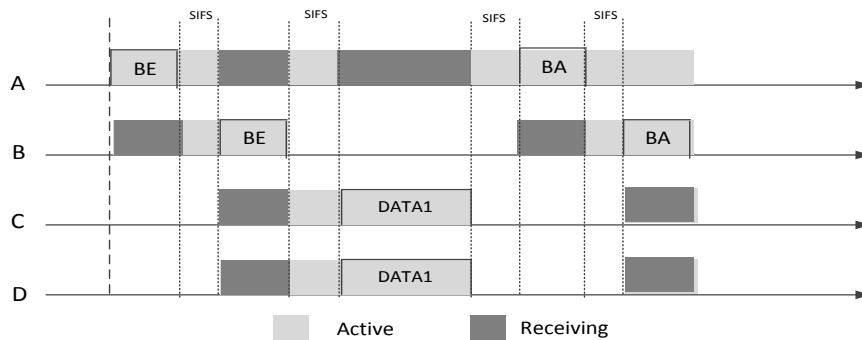 SIFS SIFS SIFS SIFS
A BE BA
B BE BA
C DATA1
D DATA1
Active Receiving